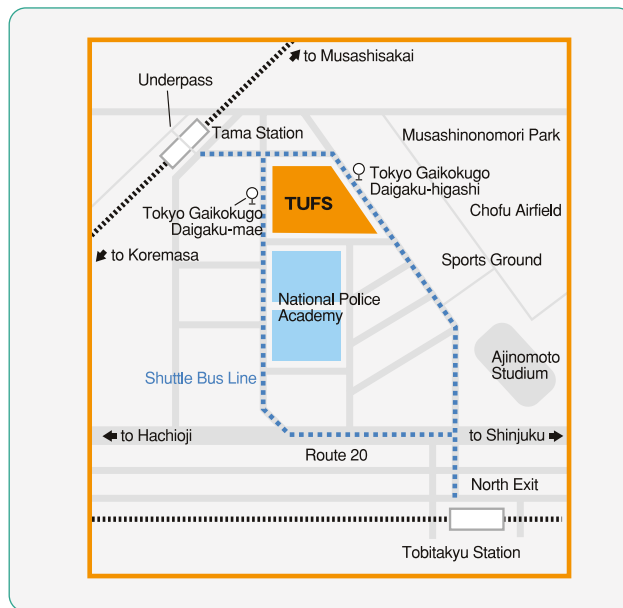 to Musashisakai
Underpass
Tama Station
Musashinonomori Park
Tokyo Gaikokugo
Daigaku-higashi
TUFS
Tokyo Gaikokugo
Daigaku-mae
Chofu Airfield
to Koremasa
Sports Ground
National Police
Academy
Ajinomoto
Studium
Shuttle Bus Line
to Hachioji
to Shinjuku
Route 20
North Exit
Tobitakyu Station